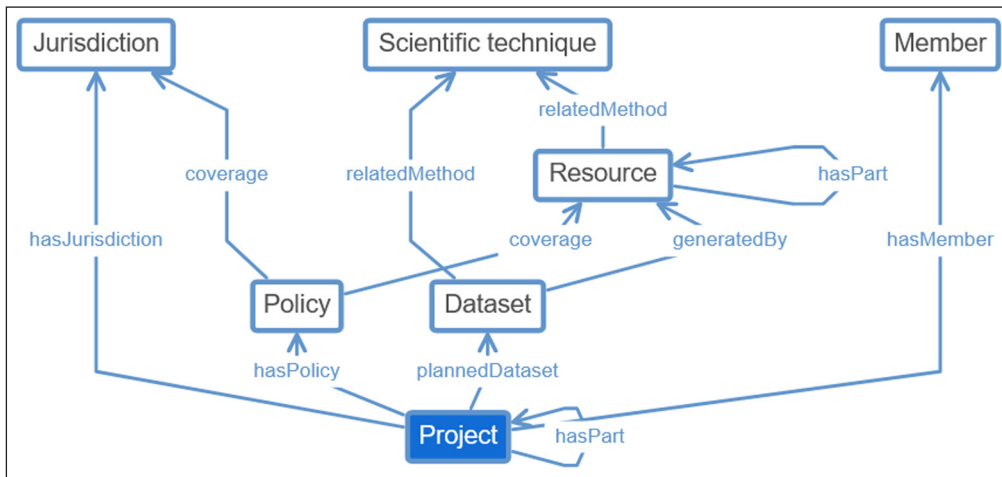 Jurisdiction
Scientific technique
Member
relatedMethod
coverage
relatedMethod
Resource
hasPart
hasJurisdiction
coverage
generatedBy
hasMember
Policy
Dataset
hasPolicy
plannedDataset
Project
hasPart